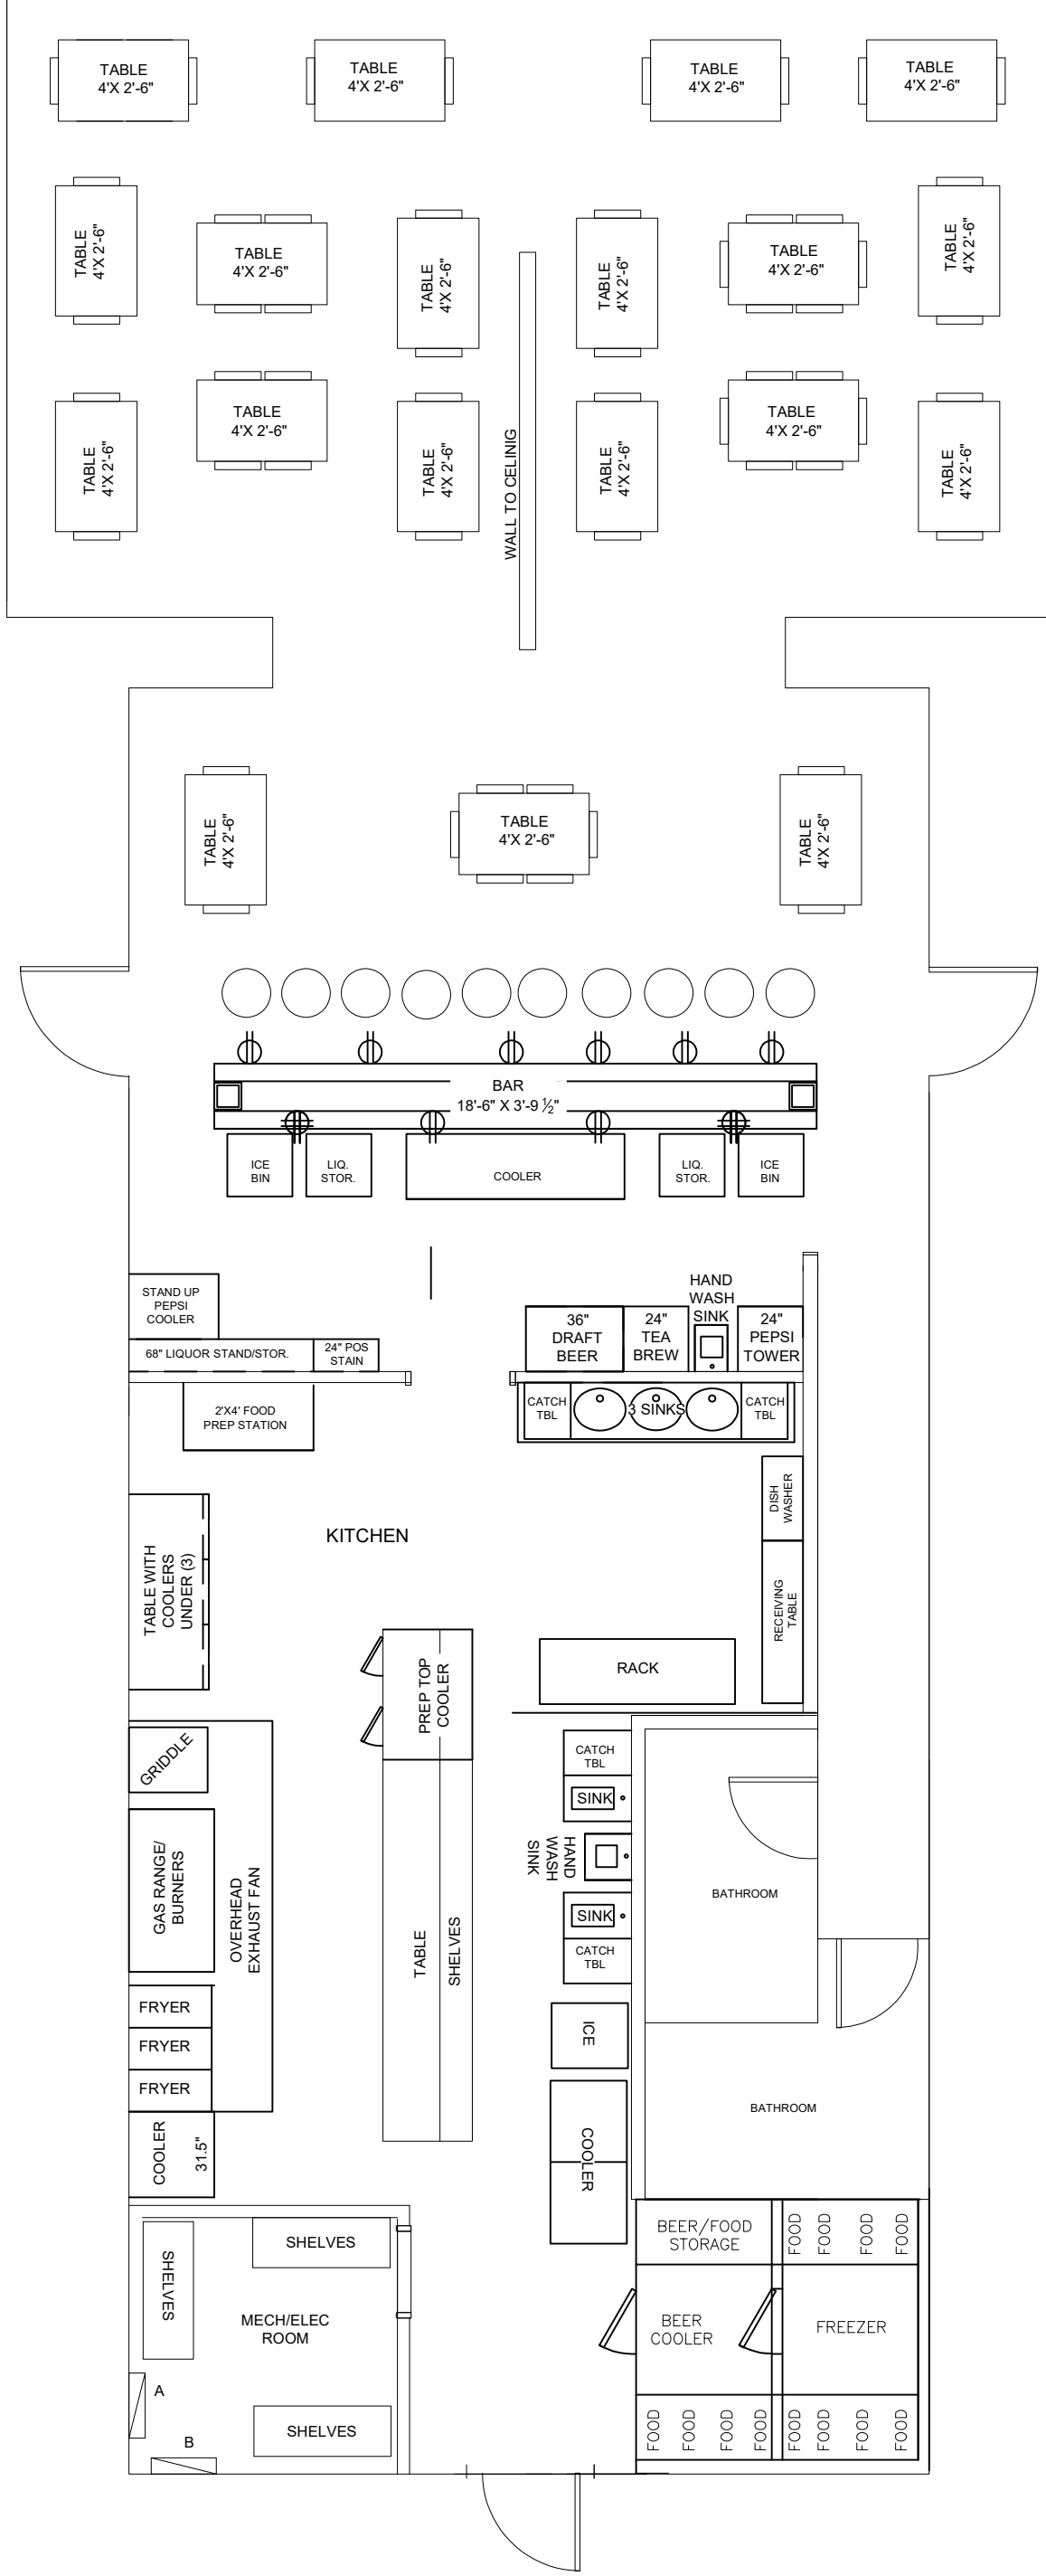 TABLE
4'X 2'-6"
TABLE
4'X 2'-6"
TABLE
4'X 2'-6"
TABLE
4'X 2'-6"
TABLE
4'X 2'-6"
TABLE
4'X 2'-6"
TABLE
4'X 2'-6"
TABLE
4'X 2'-6"
TABLE
4'X 2'-6"
TABLE
4'X 2'-6"
TABLE
4'X 2'-6"
TABLE
4'X 2'-6"
TABLE
4'X 2'-6"
TABLE
4'X 2'-6"
TABLE
4'X 2'-6"
TABLE
4'X 2'-6"
WALL TO CELINIG
TABLE
4'X 2'-6"
TABLE
4'X 2'-6"
TABLE
4'X 2'-6"
BAR
18'-6" X 3'-9 ½"
ICE
BIN
LIQ.
STOR.
COOLER
LIQ.
STOR.
ICE
BIN
STAND UP
PEPSI
COOLER
68" LIQUOR STAND/STOR.
24" POS
STAIN
36"
DRAFT
BEER
24"
TEA
BREW
HAND
WASH
SINK
24"
PEPSI
TOWER
2'X4' FOOD
PREP STATION
CATCH
TBL
3 SINKS
CATCH
TBL
DISH
WASHER
KITCHEN
TABLE WITH
COOLERS
UNDER (3)
RECEIVING
TABLE
PREP TOP
COOLER
RACK
GRIDDLE
CATCH
TBL
SINK
HAND
WASH
SINK
GAS RANGE/
BURNERS
OVERHEAD
EXHAUST FAN
TABLE
SHELVES
SINK
CATCH
TBL
BATHROOM
FRYER
FRYER
FRYER
ICE
COOLER
31.5"
COOLER
BATHROOM
SHELVES
SHELVES
MECH/ELEC
ROOM
A
B
SHELVES
BEER/FOOD
STORAGE
FOOD
FOOD
FOOD
FOOD
BEER
COOLER
FREEZER
FOOD
FOOD
FOOD
FOOD
FOOD
FOOD
FOOD
FOOD